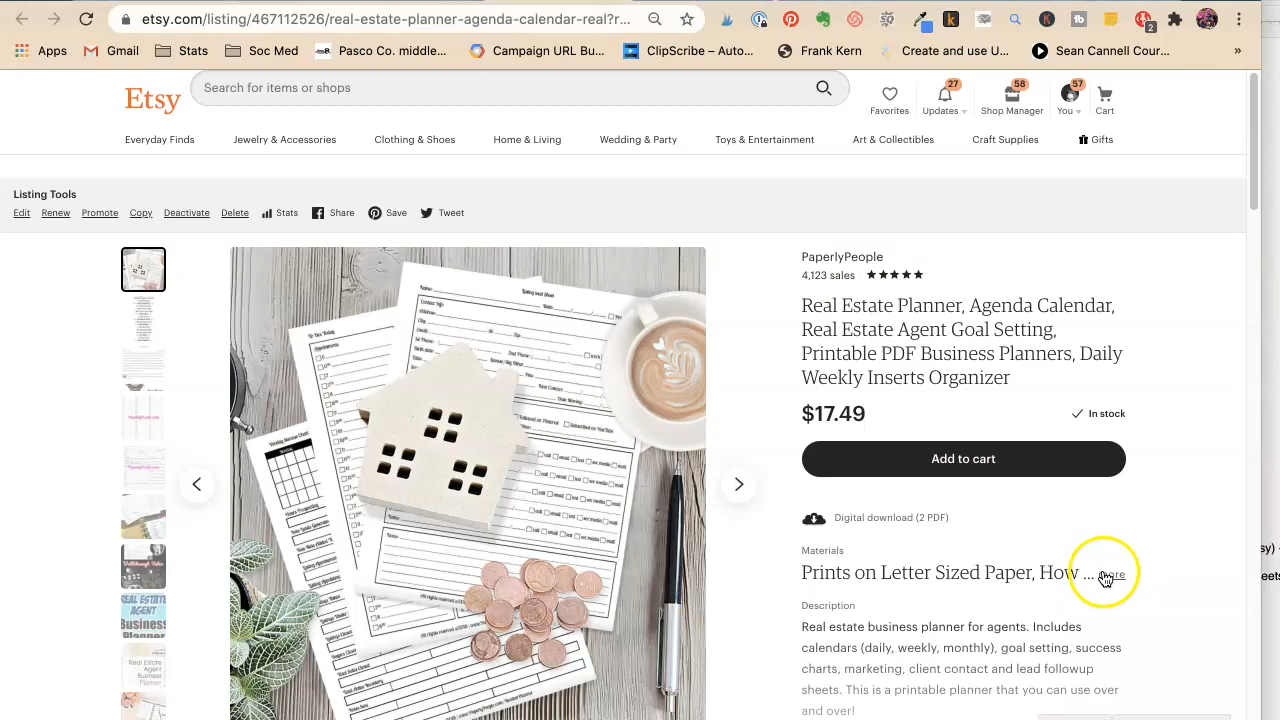 etsy.com/listing/467112526/real-estate-planner-agenda-calendar-real?r...
2
Apps Gmail Stats Soc Med Pasco Co. middle... Campaign URL Bu... ClipScribe – Auto... Frank Kern Create and use U... Sean Cannell Cour... »
Etsy
Search for items or shops
27 58 57
Favorites Updates Shop Manager You Cart
Everyday Finds Jewelry & Accessories Clothing & Shoes Home & Living Wedding & Party Toys & Entertainment Art & Collectibles Craft Supplies Gifts
Listing Tools
Edit Renew Promote Copy Deactivate Delete Stats Share Save Tweet
PaperlyPeople
4,123 sales
Real Estate Planner, Agenda Calendar,
Real Estate Agent Goal Setting,
Printable PDF Business Planners, Daily
Weekly Inserts Organizer
$17.49
In stock
Add to cart
Digital download (2 PDF)
Materials
Prints on Letter Sized Paper, How ... more
Description
Real estate business planner for agents. Includes
calendars (daily, weekly, monthly), goal setting, success
charts, marketing, client contact and lead followup
sheets. This is a printable planner that you can use over
and over!
REAL ESTATE
AGENT
Business
Planner
Real Estate
Agent
Business
Planner